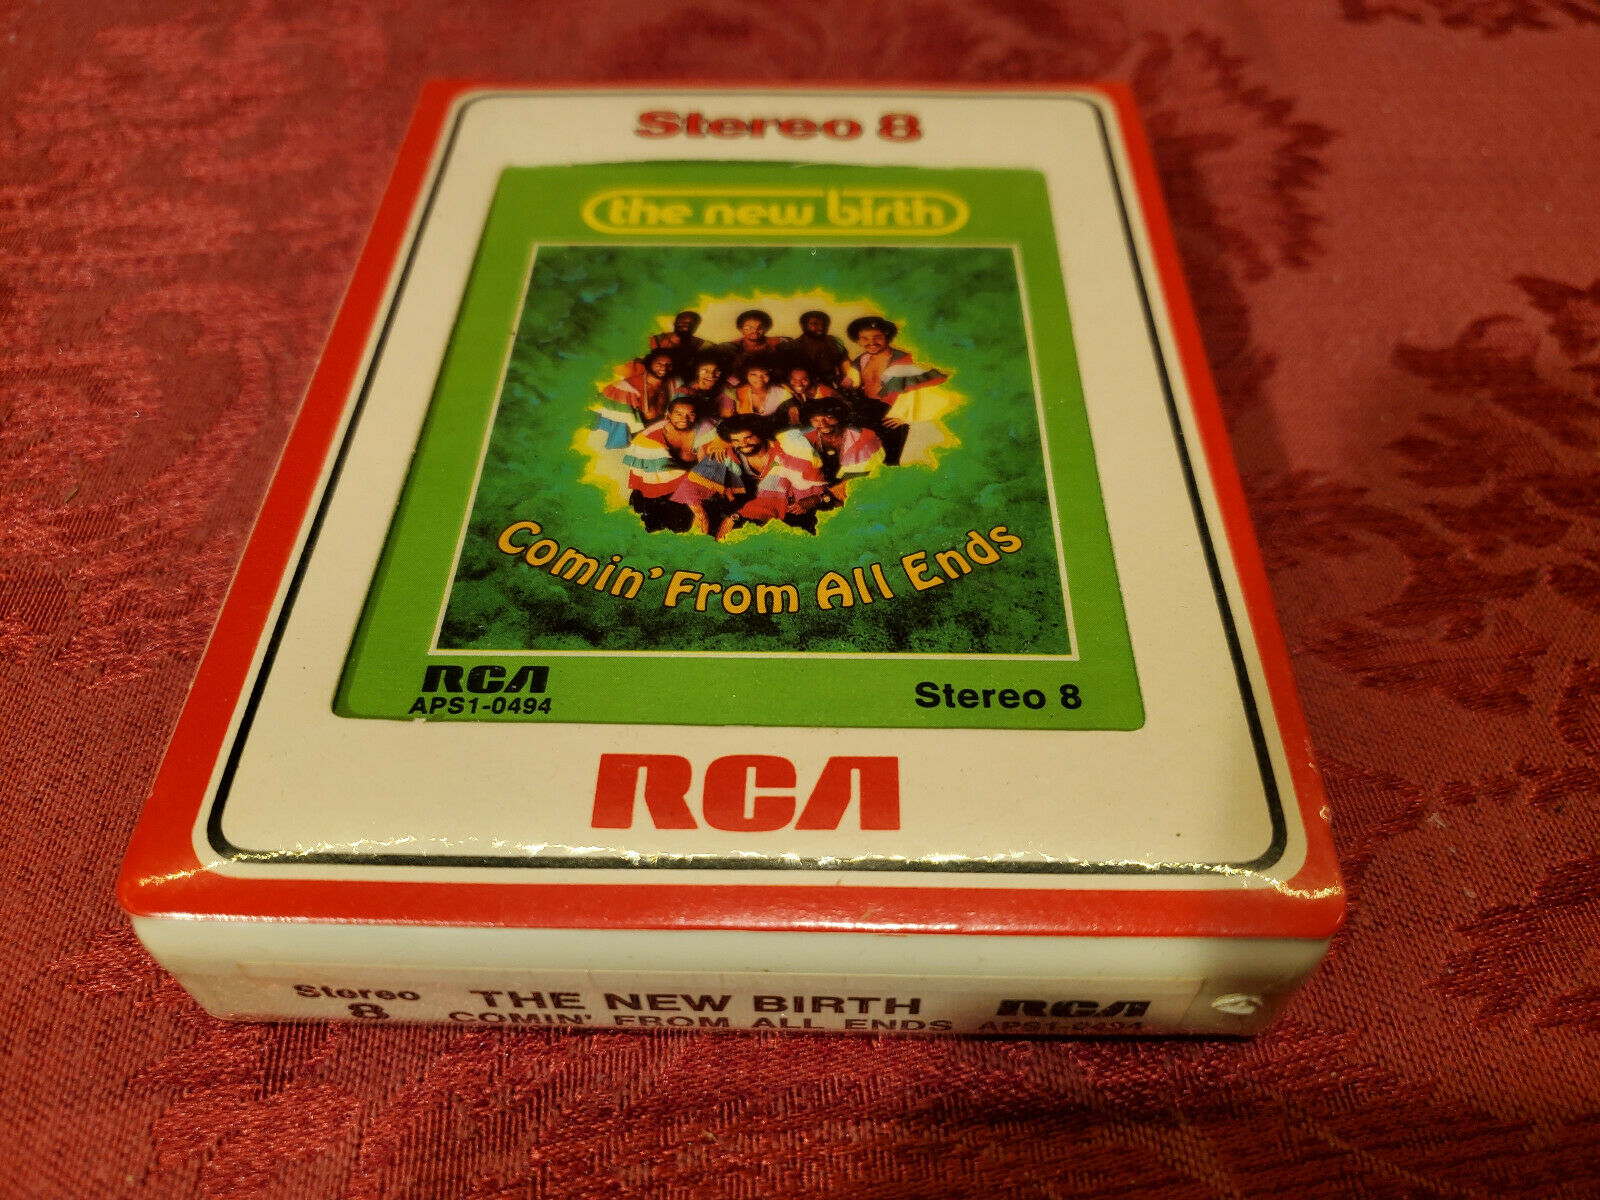 Stereo 8
the new birth
Comin' From All Ends
RCA
APS1-0494
Stereo 8
RCA
Stereo
8
THE NEW BIRTH
COMIN' FROM ALL ENDS
RCA
APS1-0494